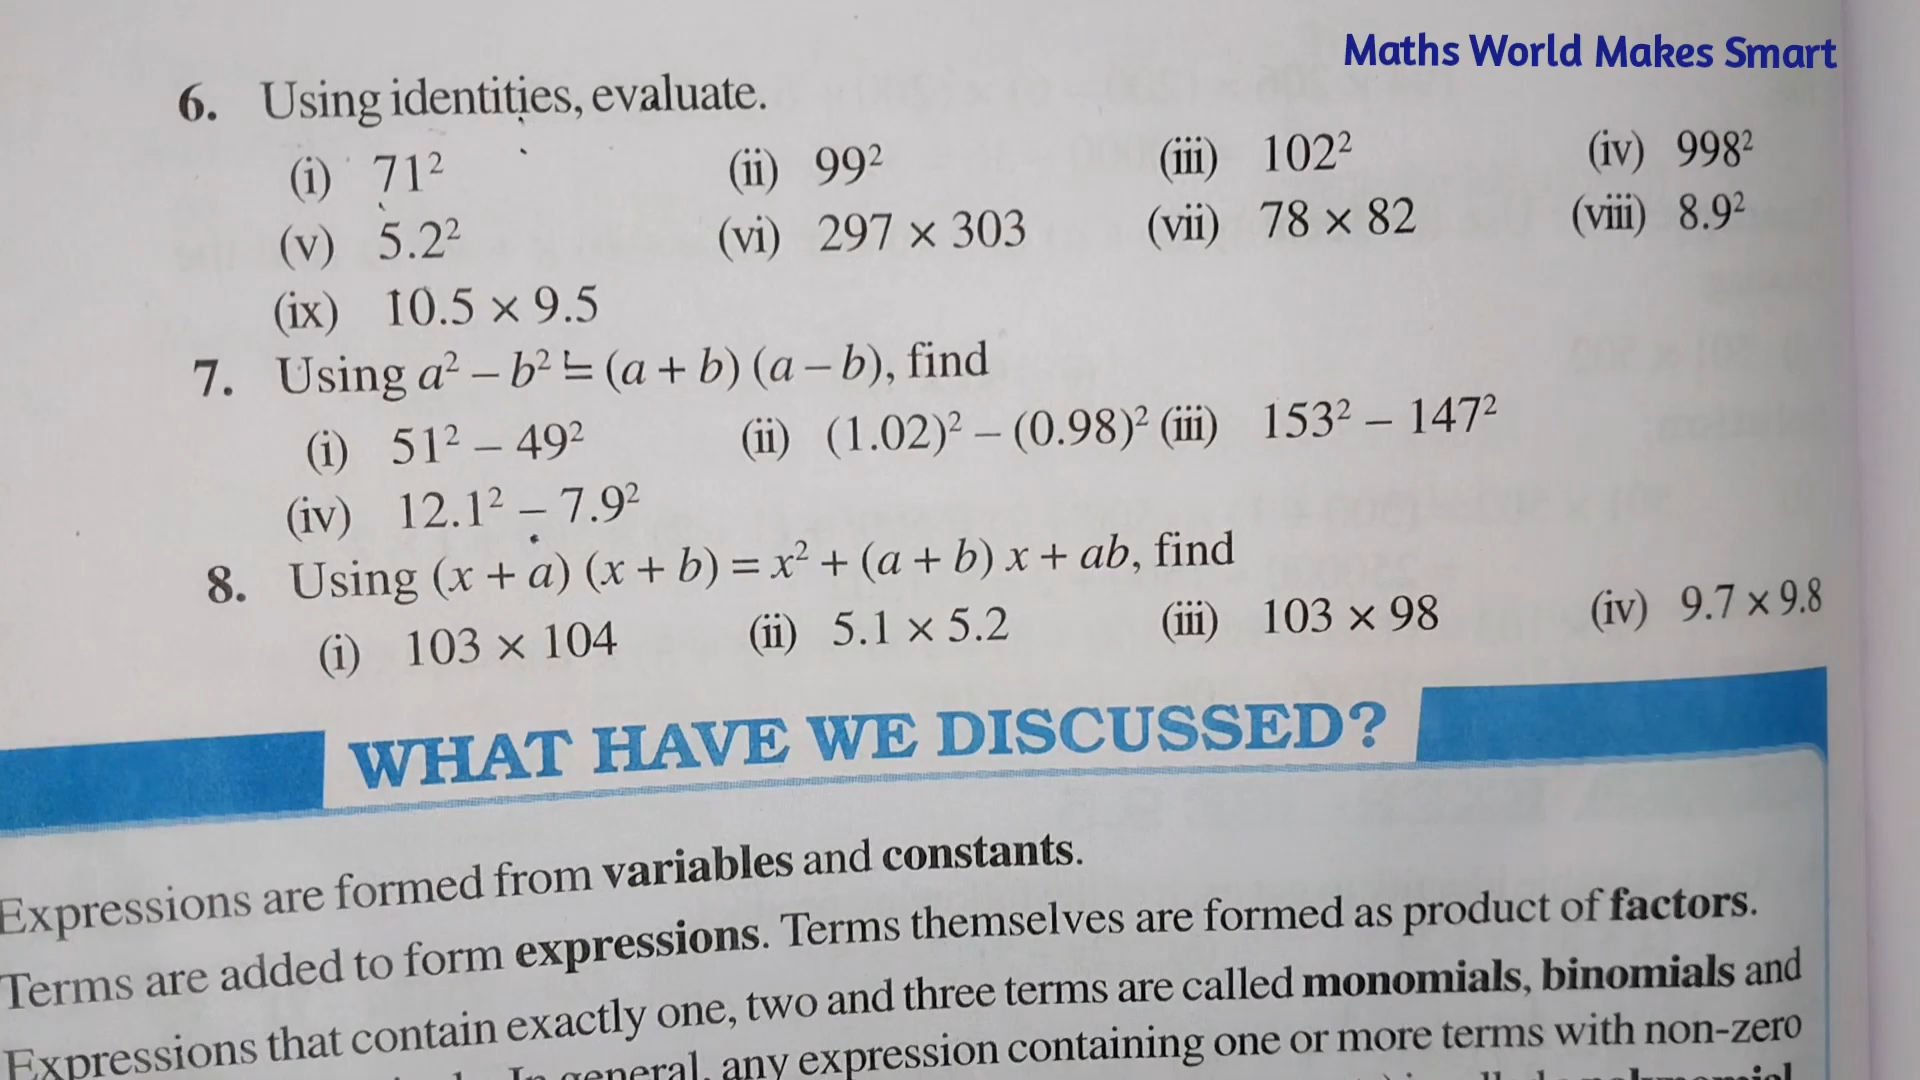 Maths World Makes Smart
6. Using identities, evaluate.
(i) 71² (ii) 99² (iii) 102² (iv) 998²
(v) 5.2² (vi) 297 × 303 (vii) 78 × 82 (viii) 8.9²
(ix) 10.5 × 9.5
7. Using a² – b² = (a + b) (a – b), find
(i) 51² – 49² (ii) (1.02)² – (0.98)² (iii) 153² – 147²
(iv) 12.1² – 7.9²
8. Using (x + a) (x + b) = x² + (a + b) x + ab, find
(i) 103 × 104 (ii) 5.1 × 5.2 (iii) 103 × 98 (iv) 9.7 × 9.8
WHAT HAVE WE DISCUSSED?
Expressions are formed from variables and constants.
Terms are added to form expressions. Terms themselves are formed as product of factors.
Expressions that contain exactly one, two and three terms are called monomials, binomials and
In general, any expression containing one or more terms with non-zero